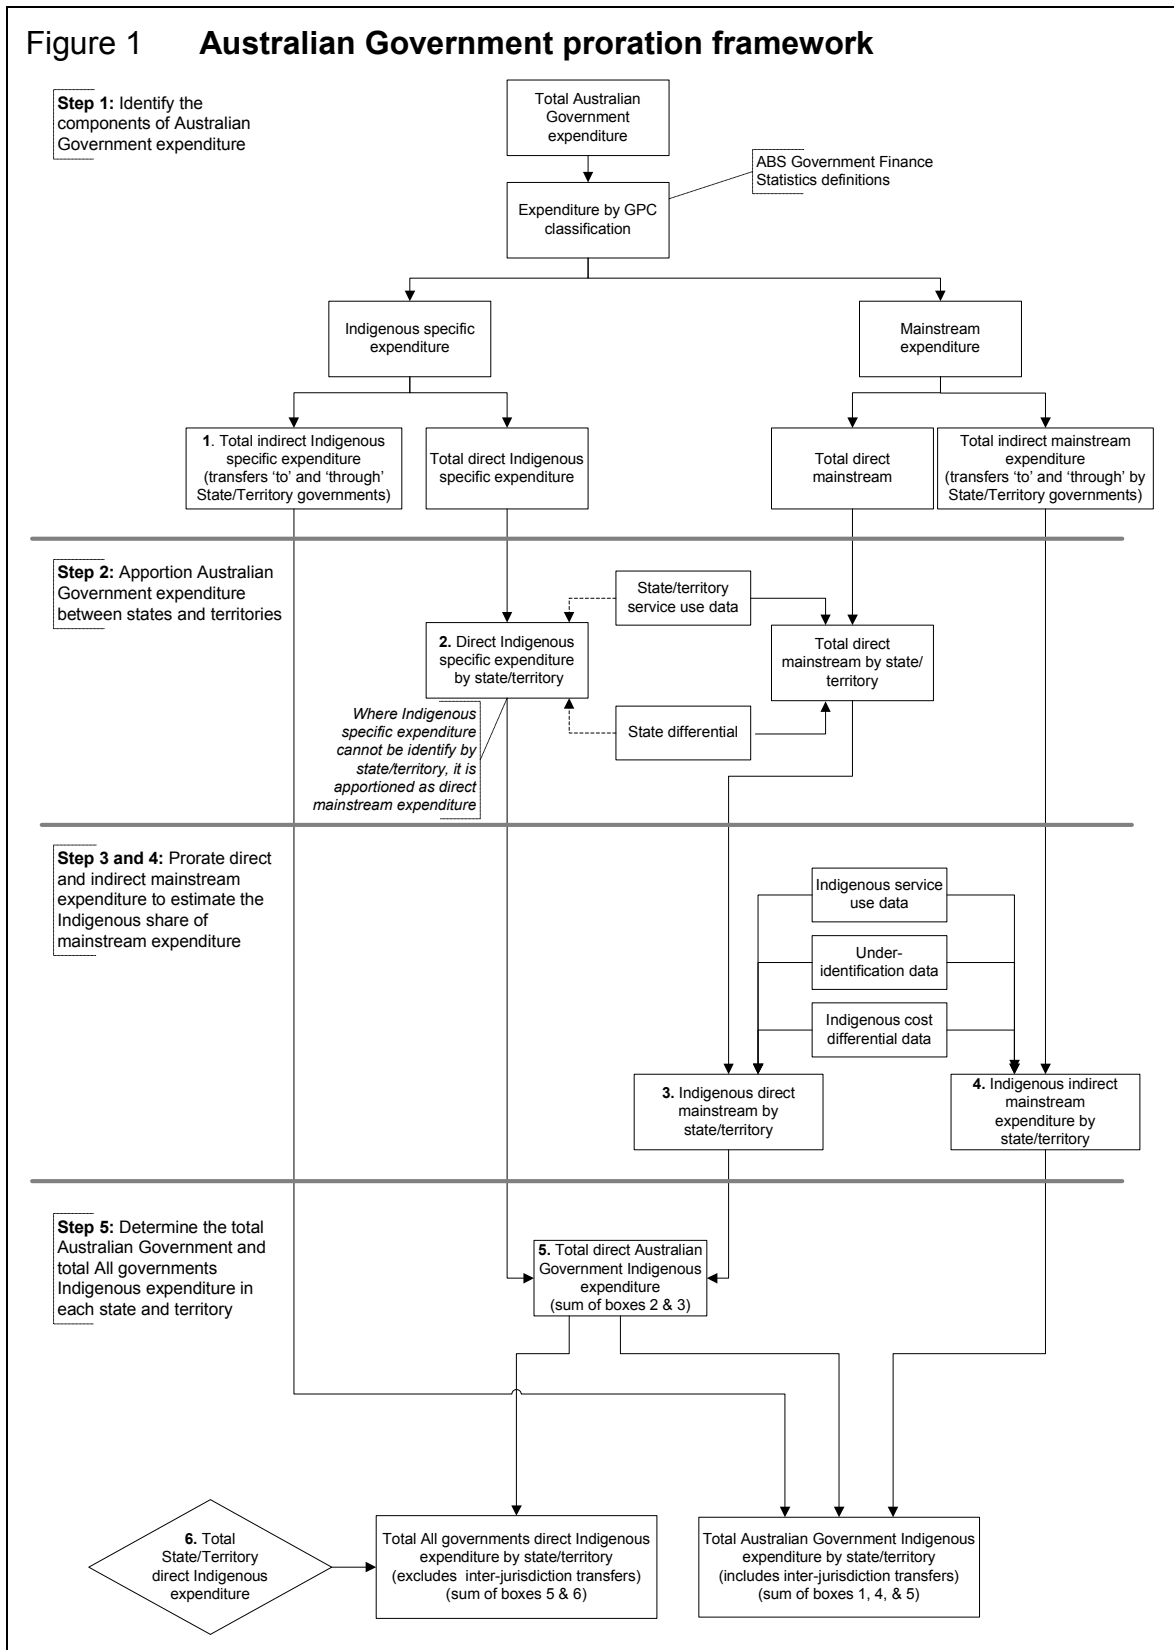 Figure 1 Australian Government proration framework
Step 1: Identify the
components of Australian
Government expenditure
Total Australian
Government
expenditure
ABS Government Finance
Statistics definitions
Expenditure by GPC
classification
Indigenous specific
expenditure
Mainstream
expenditure
1. Total indirect Indigenous
specific expenditure
(transfers ‘to’ and ‘through’
State/Territory governments)
Total direct Indigenous
specific expenditure
Total direct
mainstream
Total indirect mainstream
expenditure
(transfers ‘to’ and ‘through’ by
State/Territory governments)
Step 2: Apportion Australian
Government expenditure
between states and territories
State/territory
service use data
2. Direct Indigenous
specific expenditure
by state/territory
Total direct
mainstream by state/
territory
State differential
Where Indigenous
specific expenditure
cannot be identify by
state/territory, it is
apportioned as direct
mainstream expenditure
Step 3 and 4: Prorate direct
and indirect mainstream
expenditure to estimate the
Indigenous share of
mainstream expenditure
Indigenous service
use data
Under-
identification data
Indigenous cost
differential data
3. Indigenous direct
mainstream by
state/territory
4. Indigenous indirect
mainstream
expenditure by
state/territory
Step 5: Determine the total
Australian Government and
total All governments
Indigenous expenditure in
each state and territory
5. Total direct Australian
Government Indigenous
expenditure
(sum of boxes 2 & 3)
6. Total
State/Territory
direct Indigenous
expenditure
Total All governments direct Indigenous
expenditure by state/territory
(excludes inter-jurisdiction transfers)
(sum of boxes 5 & 6)
Total Australian Government Indigenous
expenditure by state/territory
(includes inter-jurisdiction transfers)
(sum of boxes 1, 4, & 5)